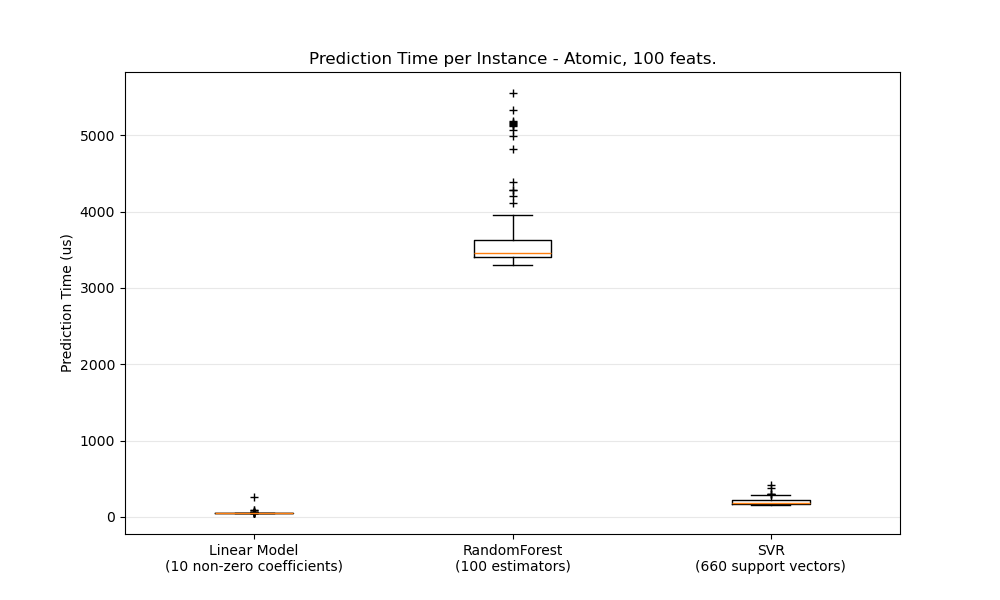 Prediction Time per Instance - Atomic, 100 feats.
Prediction Time (us)
5000
4000
3000
2000
1000
0
Linear Model
(10 non-zero coefficients)
RandomForest
(100 estimators)
SVR
(660 support vectors)